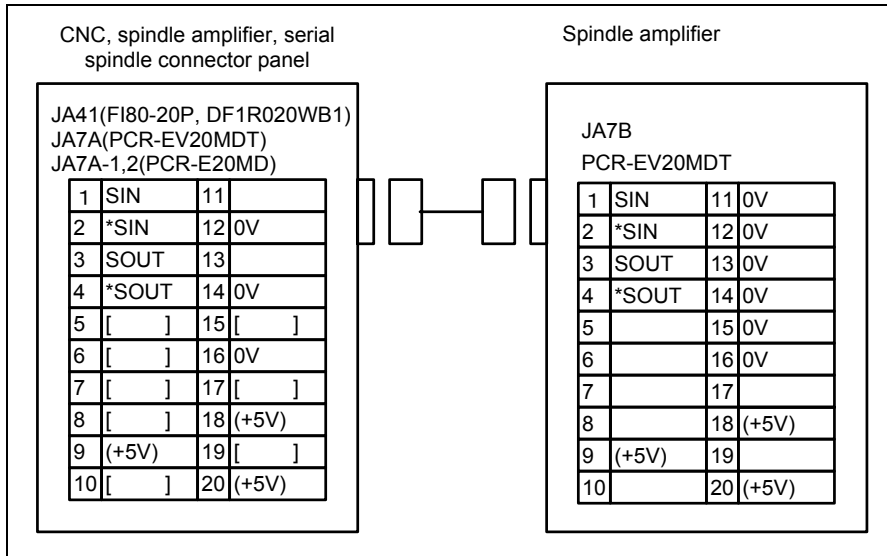 CNC, spindle amplifier, serial
spindle connector panel
JA41(FI80-20P, DF1R020WB1)
JA7A(PCR-EV20MDT)
JA7A-1,2(PCR-E20MD)
1 SIN 11
2 *SIN 12 0V
3 SOUT 13
4 *SOUT 14 0V
5 [ ] 15 [ ]
6 [ ] 16 0V
7 [ ] 17 [ ]
8 [ ] 18 (+5V)
9 (+5V) 19 [ ]
10 [ ] 20 (+5V)
Spindle amplifier
JA7B
PCR-EV20MDT
1 SIN 11 0V
2 *SIN 12 0V
3 SOUT 13 0V
4 *SOUT 14 0V
5 15 0V
6 16 0V
7 17
8 18 (+5V)
9 (+5V) 19
10 20 (+5V)